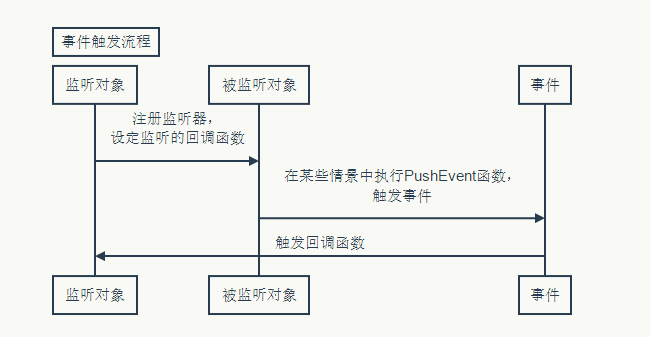 事件触发流程
监听对象
被监听对象
事件
注册监听器，
设定监听的回调函数
在某些情景中执行PushEvent函数，
触发事件
触发回调函数
监听对象
被监听对象
事件